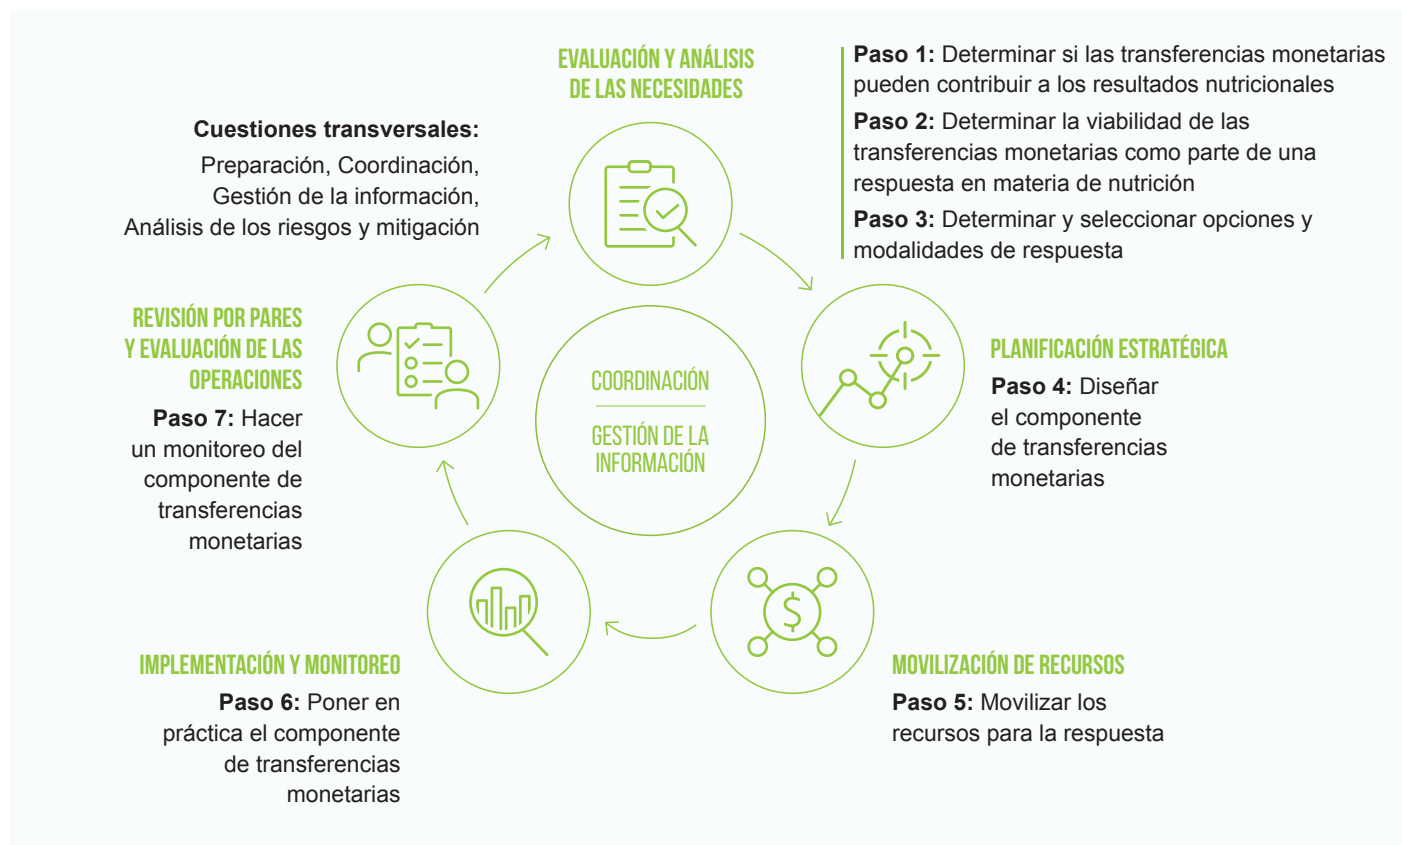 EVALUACIÓN Y ANÁLISIS
DE LAS NECESIDADES
Paso 1: Determinar si las transferencias monetarias
pueden contribuir a los resultados nutricionales
Paso 2: Determinar la viabilidad de las
transferencias monetarias como parte de una
respuesta en materia de nutrición
Paso 3: Determinar y seleccionar opciones y
modalidades de respuesta
Cuestiones transversales:
Preparación, Coordinación,
Gestión de la información,
Análisis de los riesgos y mitigación
PLANIFICACIÓN ESTRATÉGICA
Paso 4: Diseñar
el componente
de transferencias
monetarias
MOVILIZACIÓN DE RECURSOS
Paso 5: Movilizar los
recursos para la respuesta
$
IMPLEMENTACIÓN Y MONITOREO
Paso 6: Poner en
práctica el componente
de transferencias
monetarias
REVISIÓN POR PARES
Y EVALUACIÓN DE LAS
OPERACIONES
Paso 7: Hacer
un monitoreo del
componente de
transferencias
monetarias
COORDINACIÓN
GESTIÓN DE LA
INFORMACIÓN